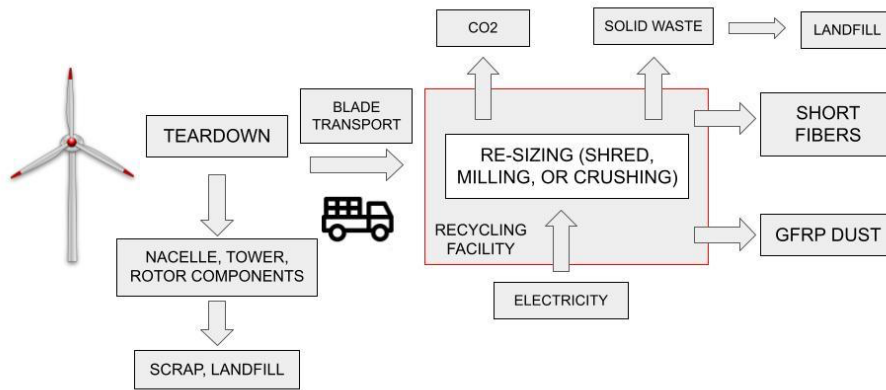 CO2
SOLID WASTE
LANDFILL
BLADE
TRANSPORT
TEARDOWN
SHORT
FIBERS
RE-SIZING (SHRED,
MILLING, OR CRUSHING)
RECYCLING
FACILITY
GFRP DUST
NACELLE, TOWER,
ROTOR COMPONENTS
ELECTRICITY
SCRAP, LANDFILL